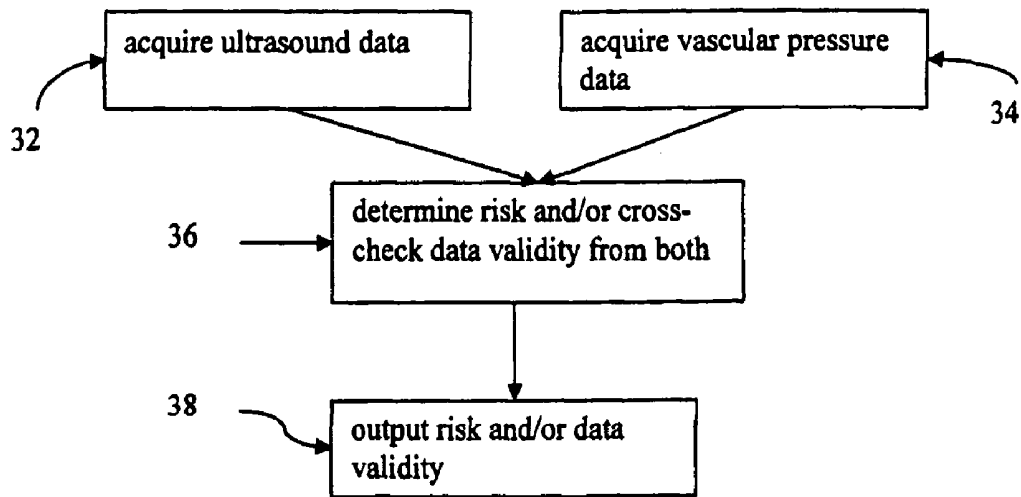 acquire ultrasound data
acquire vascular pressure
data
32
34
determine risk and/or cross-
check data validity from both
36
38
output risk and/or data
validity